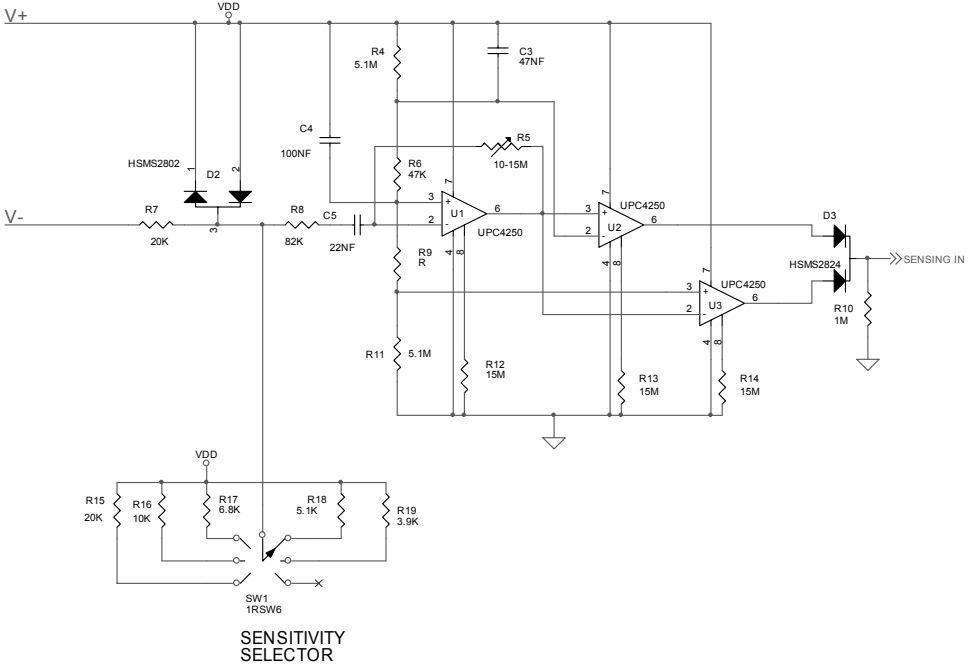 V+
VDD
R4
5.1M
C3
47NF
C4
100NF
R5
10-15M
HSMS2802
1
D2
2
3
R6
47K
7
3
+
2
-
U1
6
UPC4250
4
8
V-
R7
20K
R8
82K
C5
22NF
R9
R
7
3
+
2
-
U2
UPC4250
6
4
8
D3
HSMS2824
SENSING IN
7
3
+
2
-
U3
UPC4250
6
4
8
R10
1M
R11
5.1M
R12
15M
R13
15M
R14
15M
VDD
R15
20K
R16
10K
R17
6.8K
R18
5.1K
R19
3.9K
SW1
1RSW6
SENSITIVITY
SELECTOR